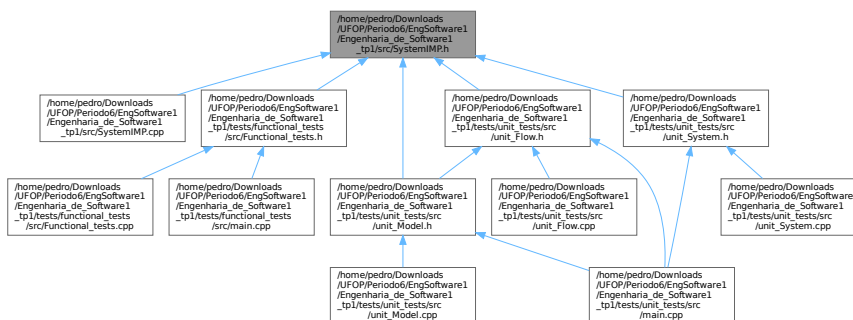 /home/pedro/Downloads
/UFOP/Periodo6/EngSoftware1
/Engenharia_de_Software1
_tp1/src/SystemIMP.h
/home/pedro/Downloads
/UFOP/Periodo6/EngSoftware1
/Engenharia_de_Software1
_tp1/src/SystemIMP.cpp
/home/pedro/Downloads
/UFOP/Periodo6/EngSoftware1
/Engenharia_de_Software1
_tp1/tests/functional_tests
/src/Functional_tests.h
/home/pedro/Downloads
/UFOP/Periodo6/EngSoftware1
/Engenharia_de_Software1
_tp1/tests/unit_tests/src
/unit_Flow.h
/home/pedro/Downloads
/UFOP/Periodo6/EngSoftware1
/Engenharia_de_Software1
_tp1/tests/unit_tests/src
/unit_System.h
/home/pedro/Downloads
/UFOP/Periodo6/EngSoftware1
/Engenharia_de_Software1
_tp1/tests/functional_tests
/src/Functional_tests.cpp
/home/pedro/Downloads
/UFOP/Periodo6/EngSoftware1
/Engenharia_de_Software1
_tp1/tests/functional_tests
/src/main.cpp
/home/pedro/Downloads
/UFOP/Periodo6/EngSoftware1
/Engenharia_de_Software1
_tp1/tests/unit_tests/src
/unit_Model.h
/home/pedro/Downloads
/UFOP/Periodo6/EngSoftware1
/Engenharia_de_Software1
_tp1/tests/unit_tests/src
/unit_Flow.cpp
/home/pedro/Downloads
/UFOP/Periodo6/EngSoftware1
/Engenharia_de_Software1
_tp1/tests/unit_tests/src
/unit_System.cpp
/home/pedro/Downloads
/UFOP/Periodo6/EngSoftware1
/Engenharia_de_Software1
_tp1/tests/unit_tests/src
/unit_Model.cpp
/home/pedro/Downloads
/UFOP/Periodo6/EngSoftware1
/Engenharia_de_Software1
_tp1/tests/unit_tests/src
/main.cpp